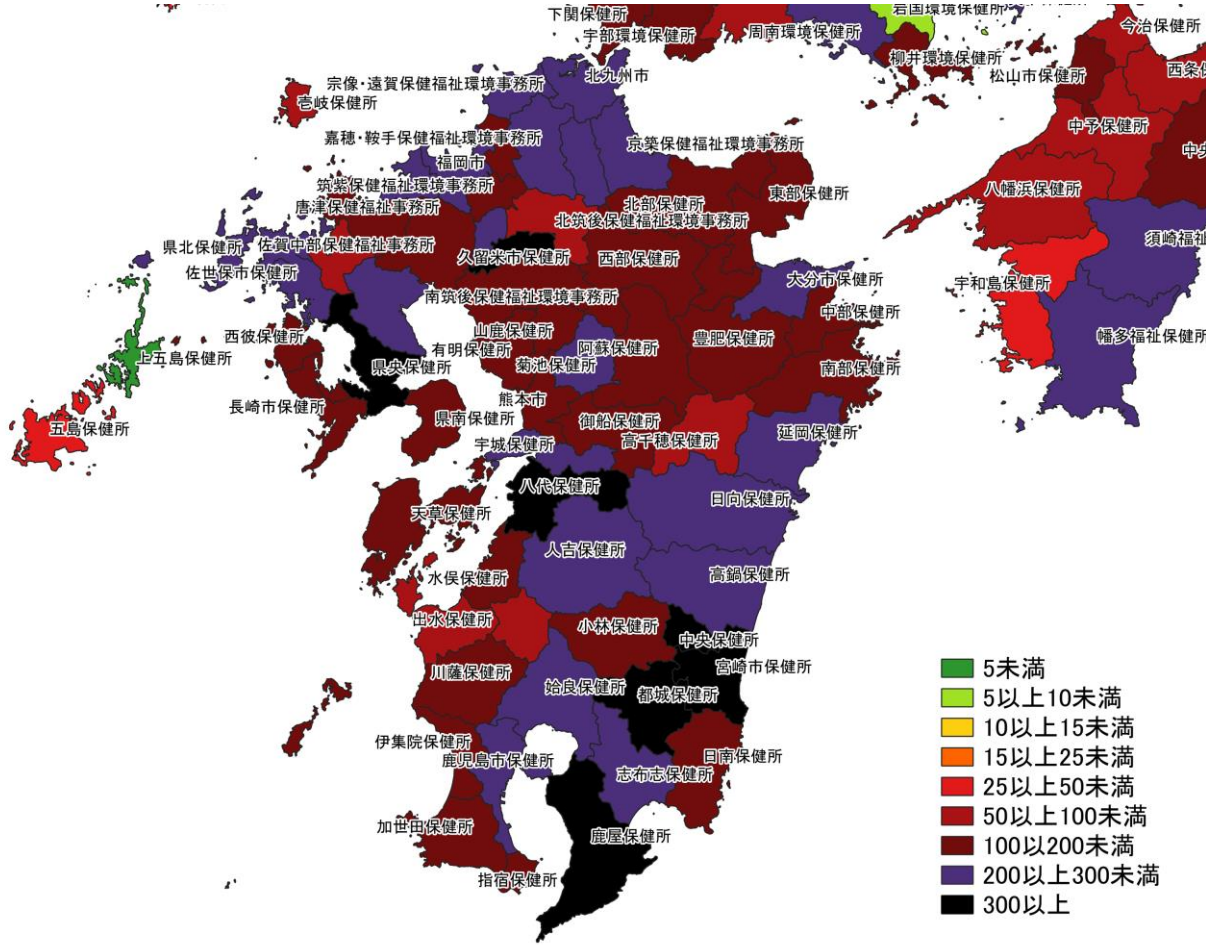 下関保健所
岩国環境保健所
宇部環境保健所
周南環境保健所
今治保健所
柳井環境保健所
松山市保健所
西条保
北九州市
宗像・遠賀保健福祉環境事務所
壱岐保健所
中予保健所
嘉穂・鞍手保健福祉環境事務所
京築保健福祉環境事務所
中央
福岡市
筑紫保健福祉環境事務所
東部保健所
八幡浜保健所
唐津保健福祉事務所
北部保健所
北筑後保健福祉環境事務所
須崎福祉
県北保健所
佐賀中部保健福祉事務所
久留米市保健所
西部保健所
佐世保市保健所
大分市保健所
宇和島保健所
南筑後保健福祉環境事務所
中部保健所
西彼保健所
山鹿保健所
豊肥保健所
幡多福祉保健所
有明保健所
阿蘇保健所
上五島保健所
県央保健所
菊池保健所
南部保健所
長崎市保健所
熊本市
県南保健所
御船保健所
五島保健所
宇城保健所
高千穂保健所
延岡保健所
八代保健所
日向保健所
天草保健所
人吉保健所
水俣保健所
高鍋保健所
出水保健所
小林保健所
中央保健所
川薩保健所
宮崎市保健所
姶良保健所
都城保健所
伊集院保健所
鹿児島市保健所
日南保健所
志布志保健所
加世田保健所
鹿屋保健所
指宿保健所
5未満
5以上10未満
10以上15未満
15以上25未満
25以上50未満
50以上100未満
100以200未満
200以上300未満
300以上